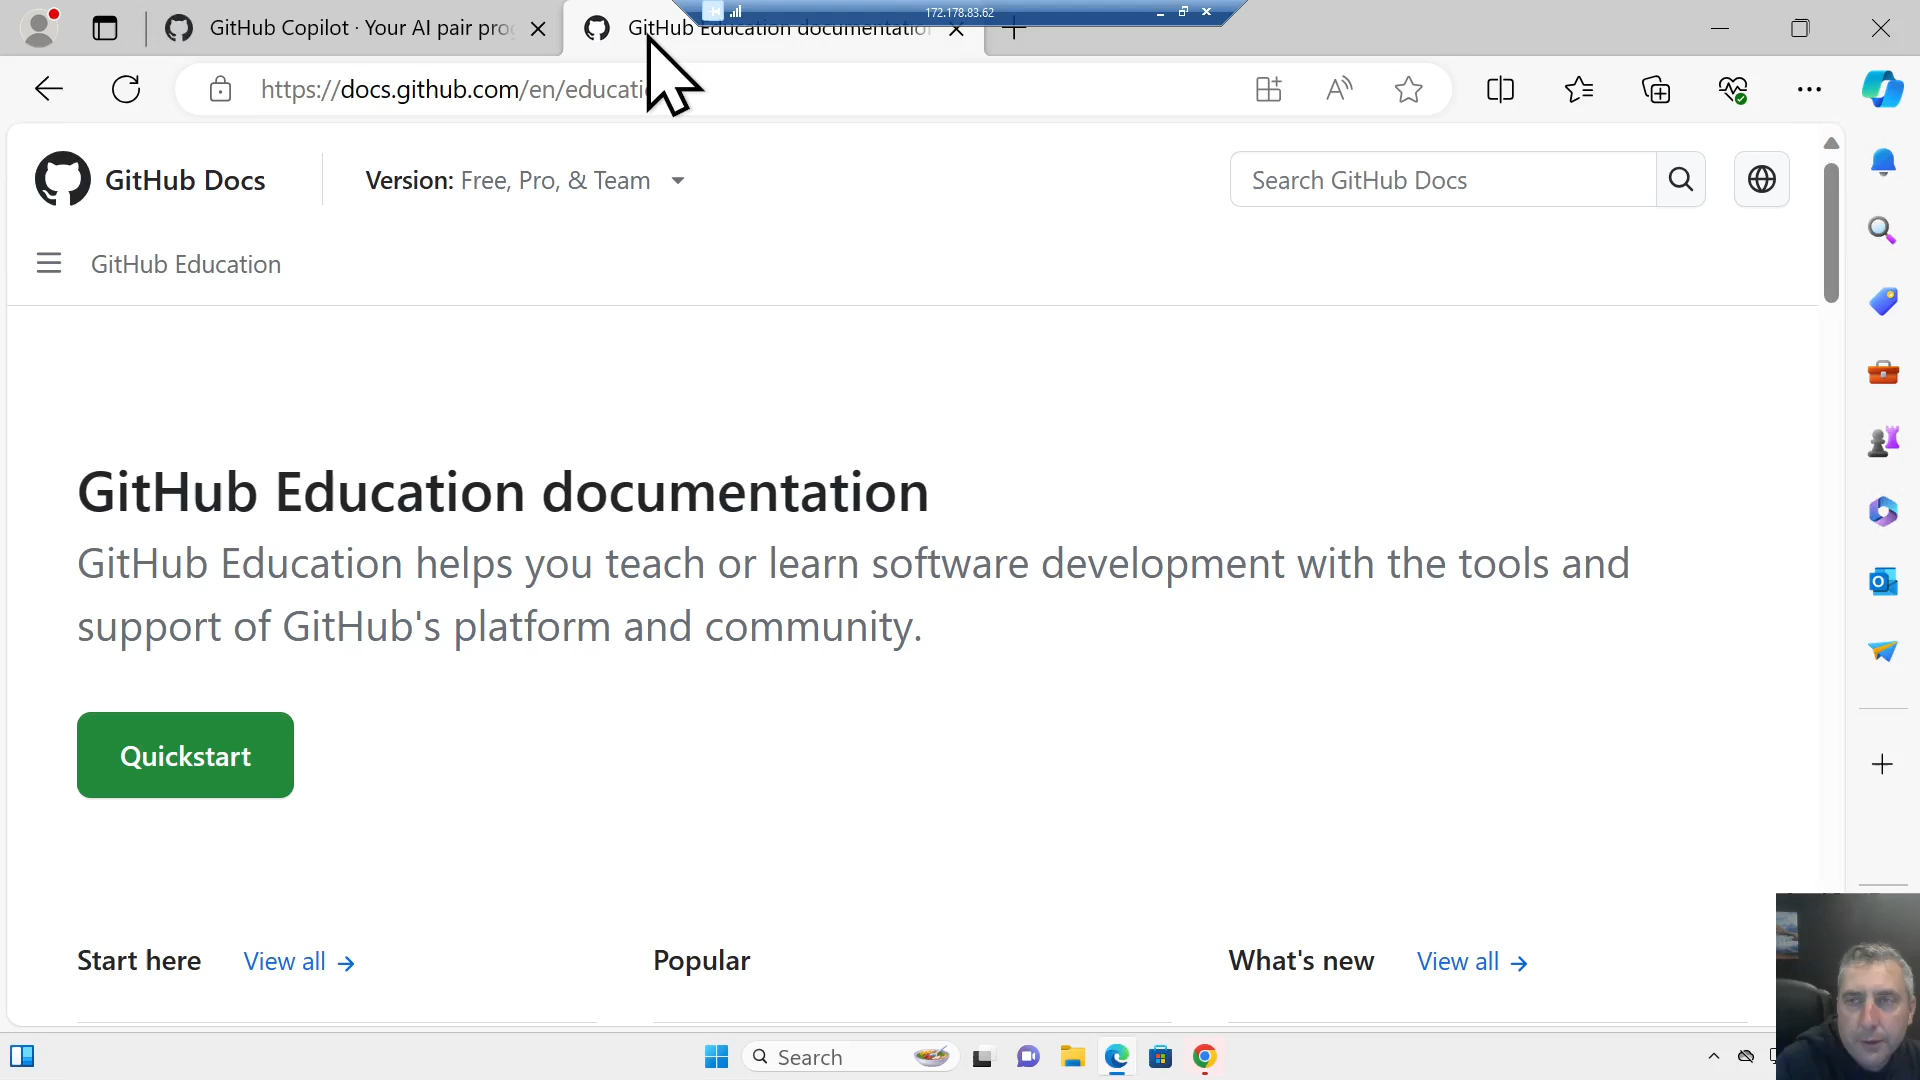 GitHub Copilot · Your AI pair pro
GitHub Education documentation
172.178.83.62
https://docs.github.com/en/educati
GitHub Docs
Version: Free, Pro, & Team
Search GitHub Docs
GitHub Education
GitHub Education documentation
GitHub Education helps you teach or learn software development with the tools and
support of GitHub's platform and community.
Quickstart
Start here View all →
Popular
What's new View all →
Search